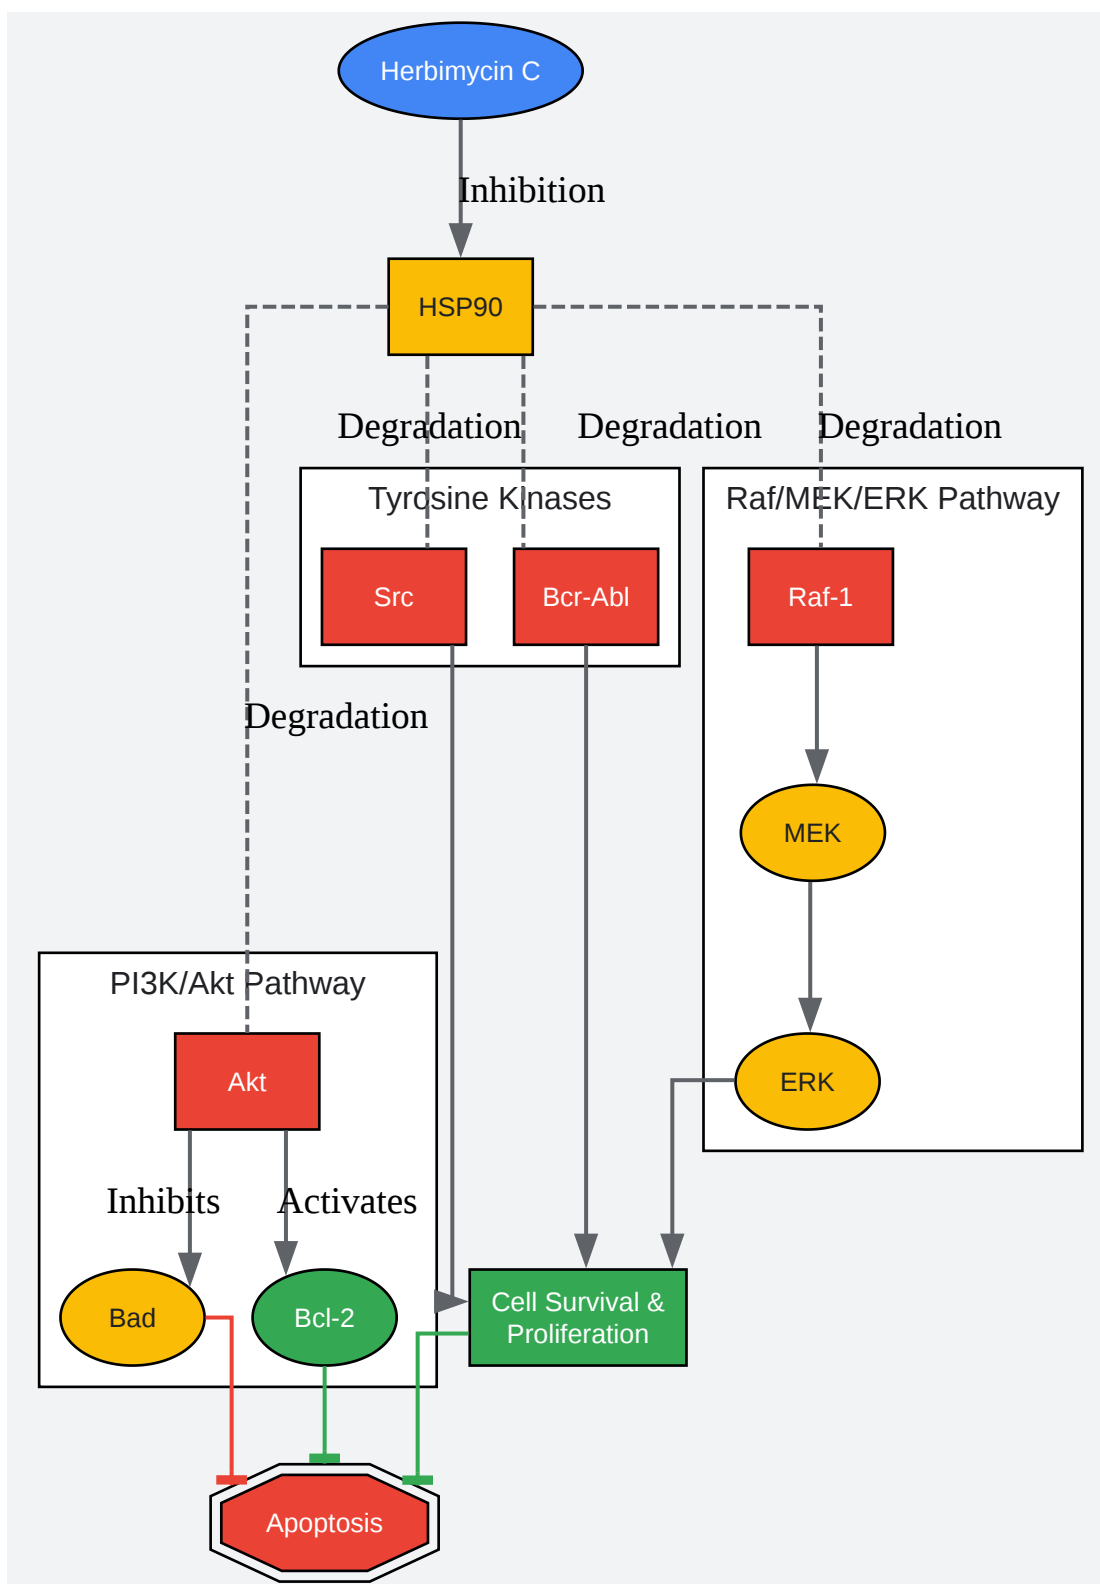 Herbimycin C
Inhibition
HSP90
Degradation
Degradation
Degradation
Tyrosine Kinases
Raf/MEK/ERK Pathway
Src
Bcr-Abl
Raf-1
Degradation
MEK
PI3K/Akt Pathway
Akt
ERK
Inhibits
Activates
Bad
Bcl-2
Cell Survival &
Proliferation
Apoptosis